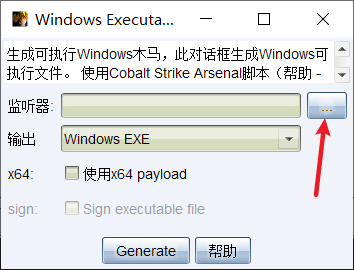 Windows Executa...
生成可执行Windows木马，此对话框生成Windows可
执行文件。 使用Cobalt Strike Arsenal脚本（帮助 -
监听器: ...
输出 Windows EXE
x64: 使用x64 payload
sign: Sign executable file
Generate 帮助